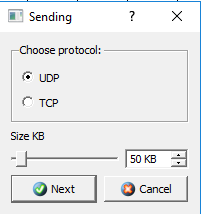 Sending ?
Choose protocol:
UDP
TCP
Size KB
50 KB
Next Cancel